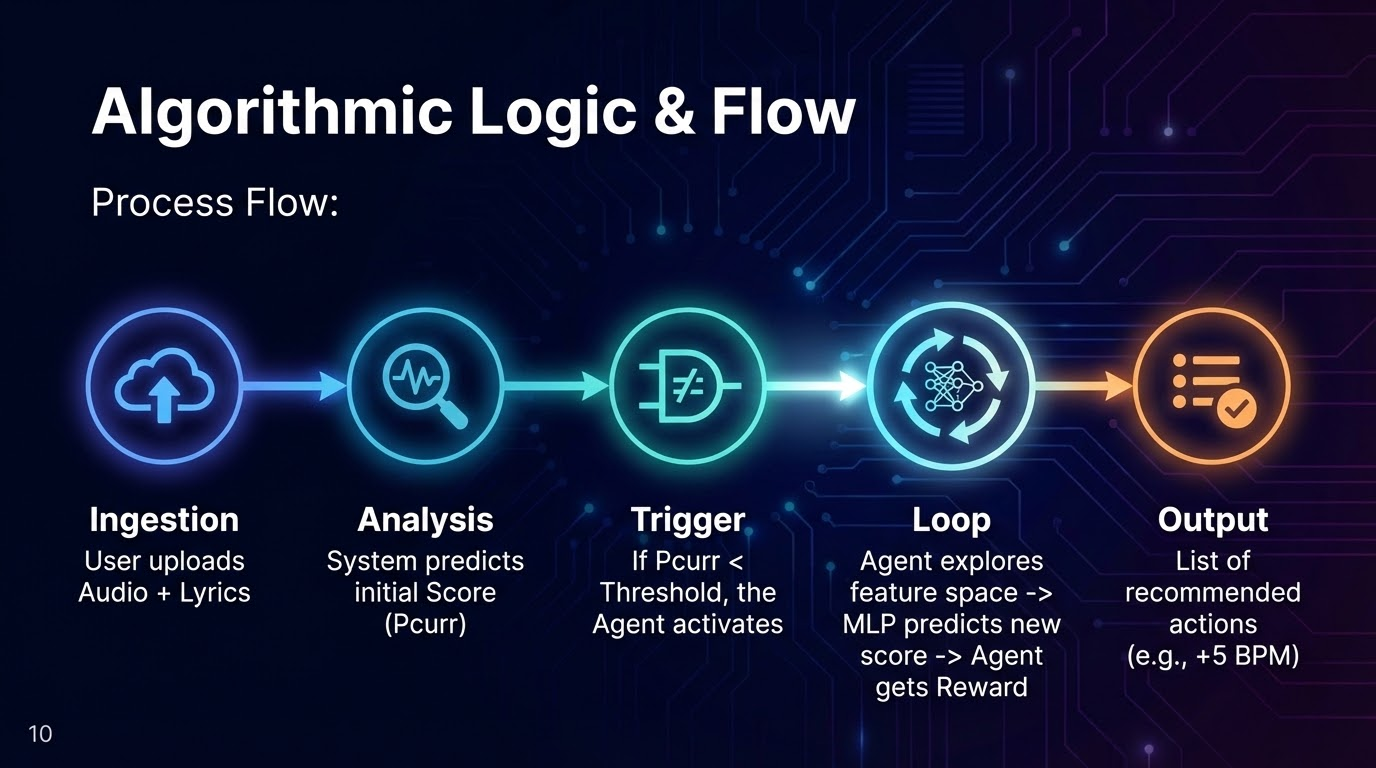 Algorithmic Logic & Flow
Process Flow:
Ingestion
User uploads
Audio + Lyrics
Analysis
System predicts
initial Score
(Pcurr)
Trigger
If Pcurr <
Threshold, the
Agent activates
Loop
Agent explores
feature space ->
MLP predicts new
score -> Agent
gets Reward
Output
List of
recommended
actions
(e.g., +5 BPM)
10